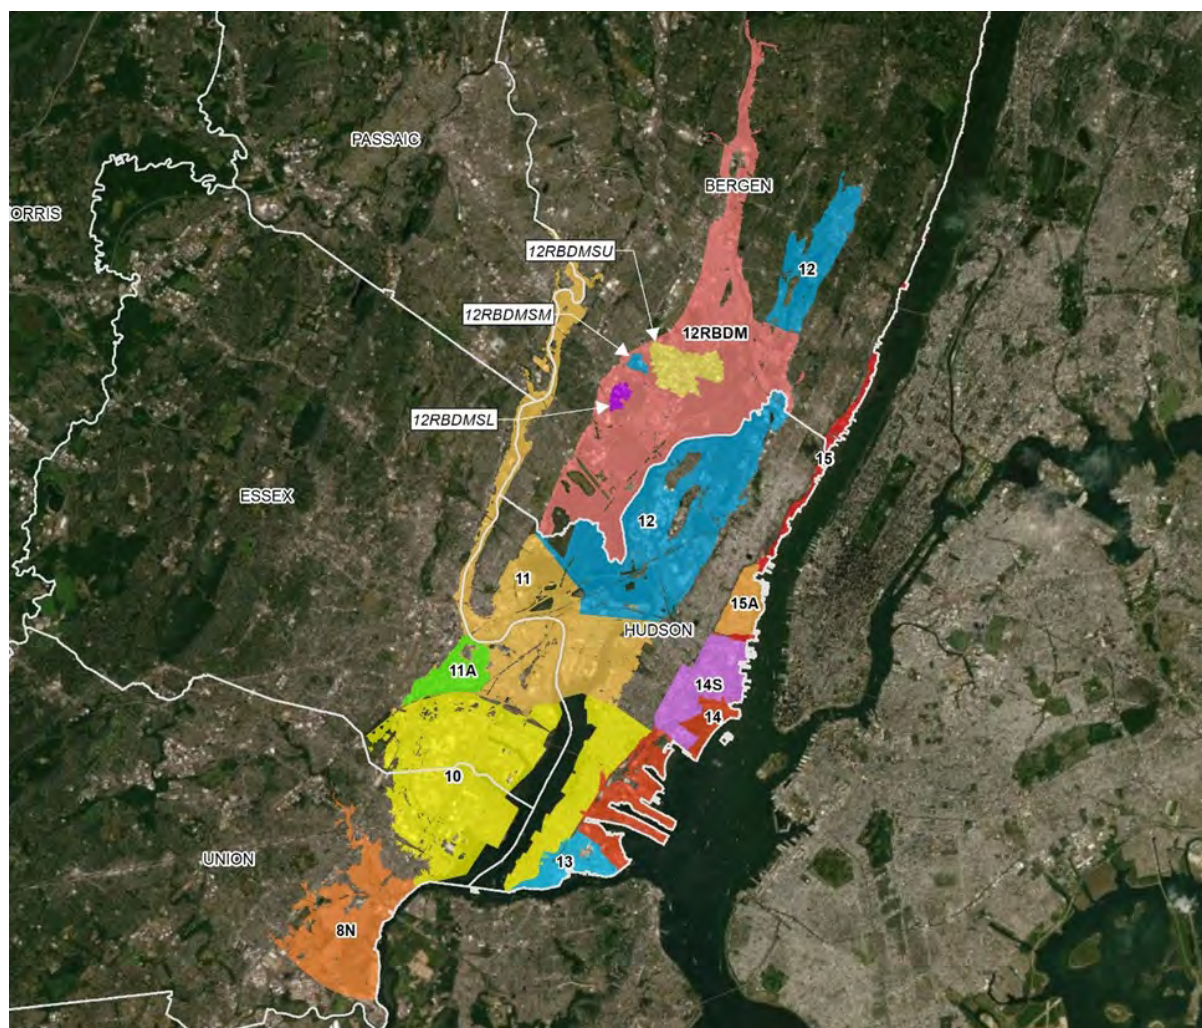 PASSAIC
BERGEN
ORRIS
12RBDMSU
12
12RBDMSM
12RBDM
12RBDMSL
15
ESSEX
12
11
15A
HUDSON
11A
14S
14
10
UNION
13
8N